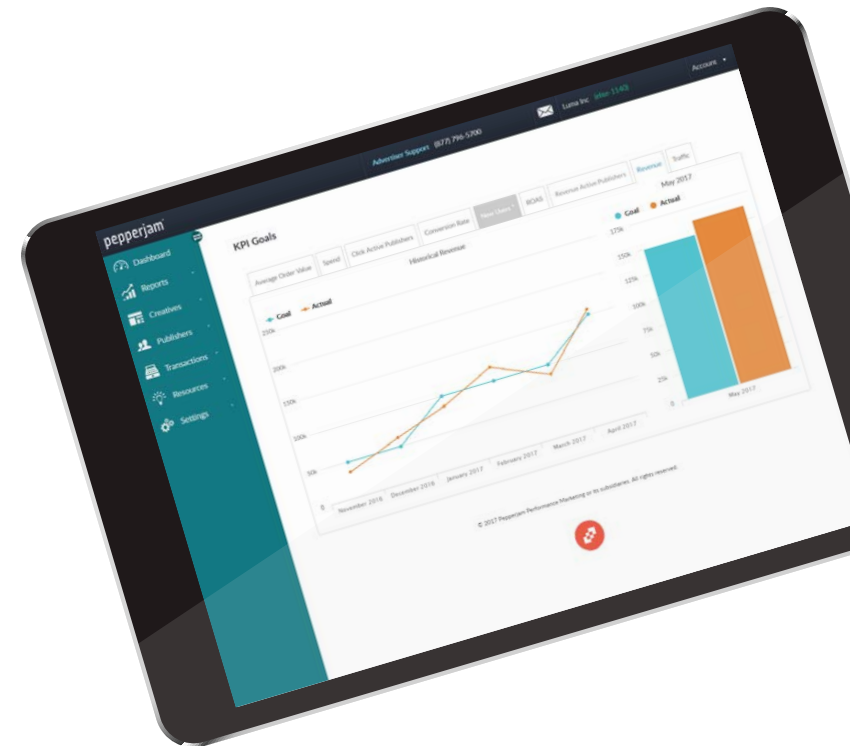 Account
Luma Inc
Advertiser Support (877) 796-5700
pepperjam
Dashboard
Reports
Creatives
Publishers
Transactions
Resources
Settings
KPI Goals
Average Order Value
Spend
Click Active Publishers
Conversion Rate
New Users
ROAS
Revenue Active Publishers
Revenue
Traffic
Historical Revenue
Goal
Actual
250k
200k
150k
100k
50k
0
November 2016
December 2016
January 2017
February 2017
March 2017
April 2017
May 2017
Goal
Actual
175k
150k
125k
100k
75k
50k
25k
0
May 2017
© 2017 Pepperjam Performance Marketing or its subsidiaries. All rights reserved.